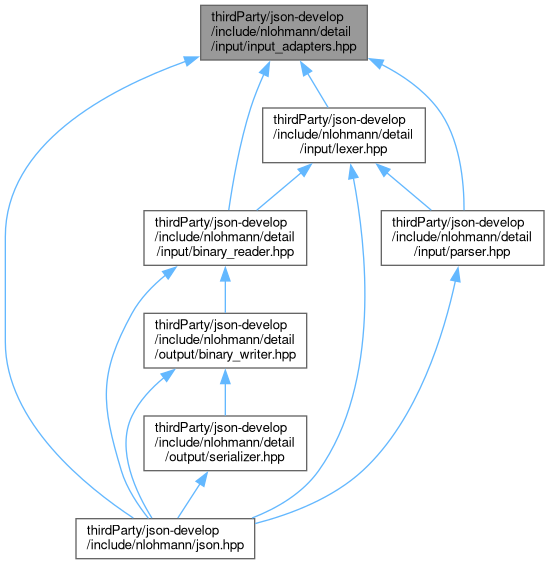 thirdParty/json-develop
/include/nlohmann/detail
/input/input_adapters.hpp
thirdParty/json-develop
/include/nlohmann/detail
/input/lexer.hpp
thirdParty/json-develop
/include/nlohmann/detail
/input/binary_reader.hpp
thirdParty/json-develop
/include/nlohmann/detail
/input/parser.hpp
thirdParty/json-develop
/include/nlohmann/detail
/output/binary_writer.hpp
thirdParty/json-develop
/include/nlohmann/detail
/output/serializer.hpp
thirdParty/json-develop
/include/nlohmann/json.hpp